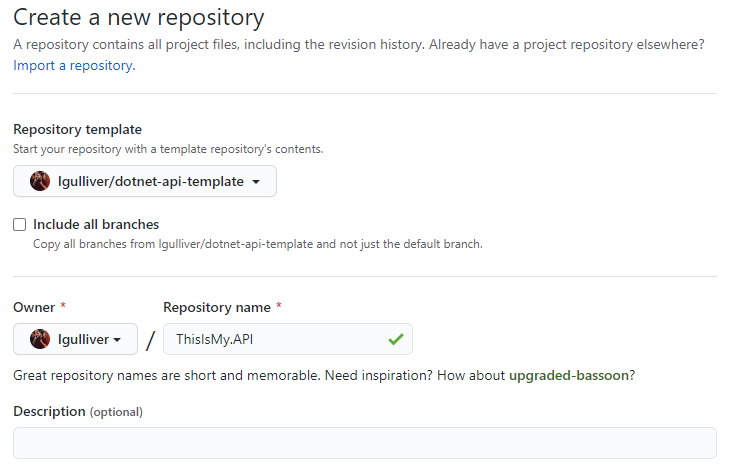 Create a new repository
A repository contains all project files, including the revision history. Already have a project repository elsewhere?
Import a repository.
Repository template
Start your repository with a template repository's contents.
lgulliver/dotnet-api-template
Include all branches
Copy all branches from lgulliver/dotnet-api-template and not just the default branch.
Owner * Repository name *
lgulliver / ThisIsMy.API
Great repository names are short and memorable. Need inspiration? How about upgraded-bassoon?
Description (optional)